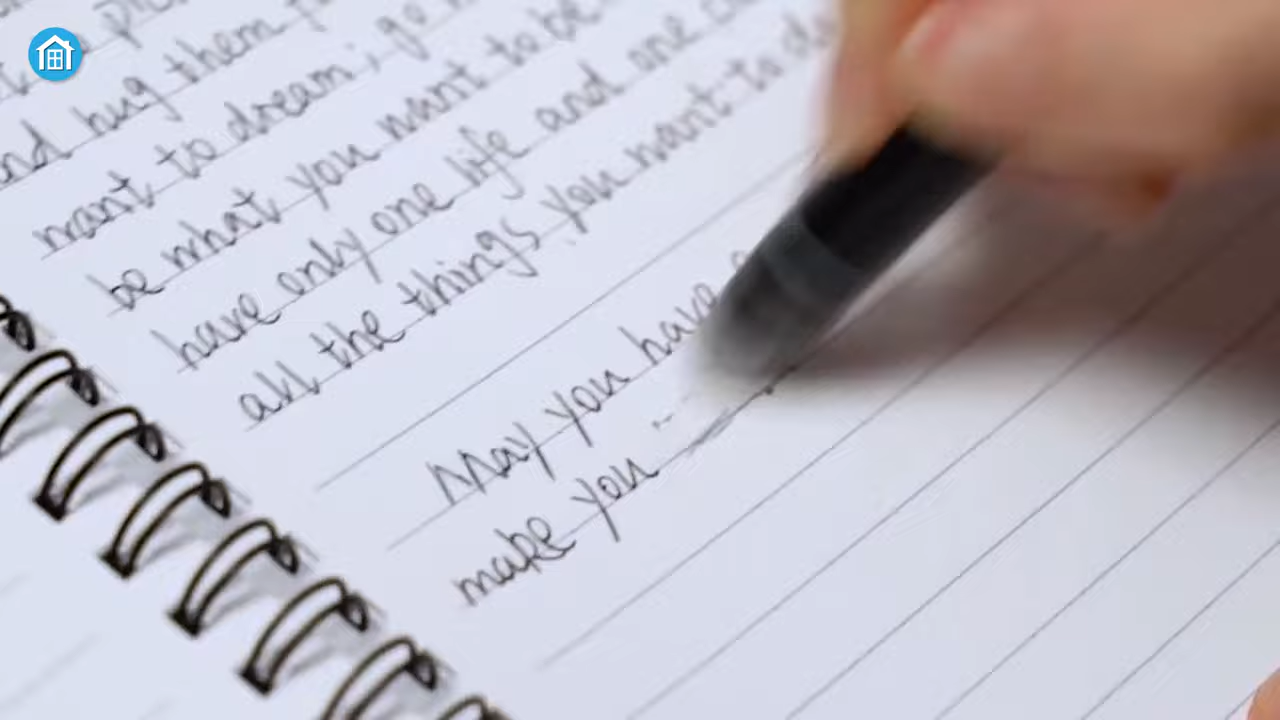 and hug them
want to dream, go
be what you want to be
have only one life and one
all the things you want to do
May you have
make you